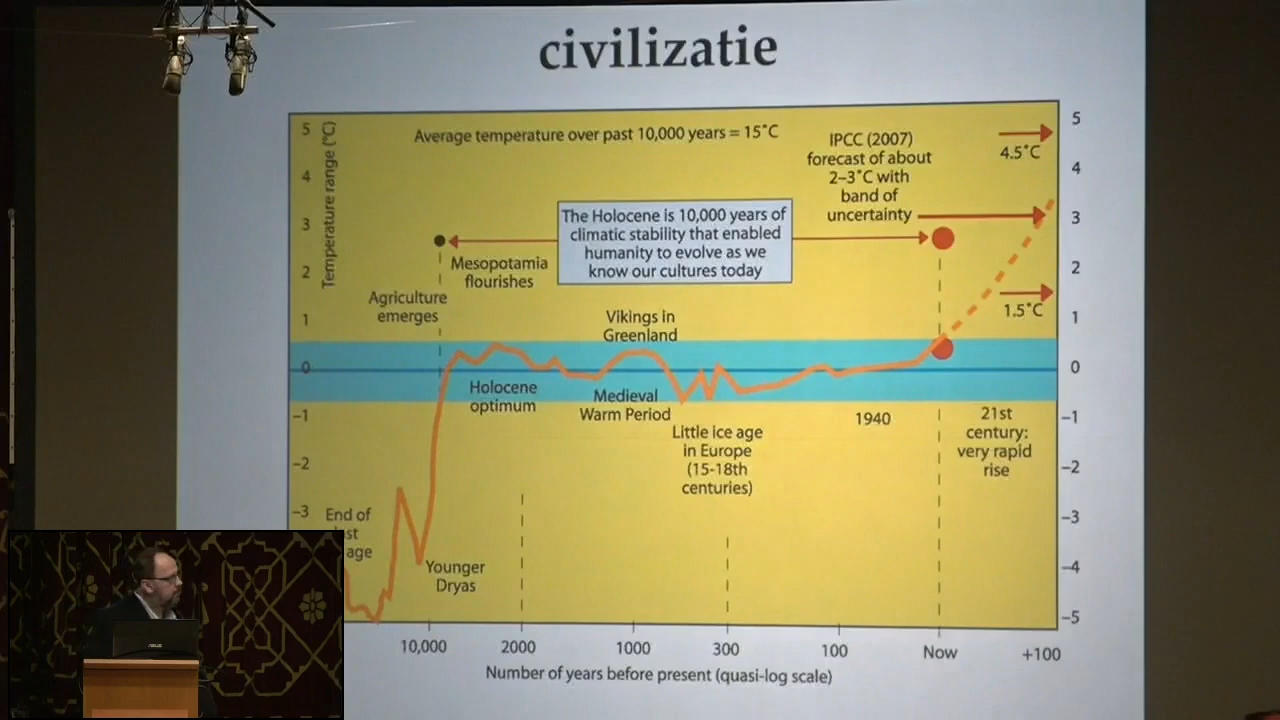 civilizatie
5
4
3
2
1
0
−1
−2
−3
Temperature range (°C)
Average temperature over past 10,000 years = 15°C
IPCC (2007)
forecast of about
2–3°C with
band of
uncertainty
4.5°C
1.5°C
The Holocene is 10,000 years of
climatic stability that enabled
humanity to evolve as we
know our cultures today
Mesopotamia
flourishes
Agriculture
emerges
Vikings in
Greenland
Holocene
optimum
Medieval
Warm Period
Little ice age
in Europe
(15-18th
centuries)
1940
21st
century:
very rapid
rise
End of
age
Younger
Dryas
5
4
3
2
1
0
−1
−2
−3
−4
−5
10,000
2000
1000
300
100
Now
+100
Number of years before present (quasi-log scale)
ASUS